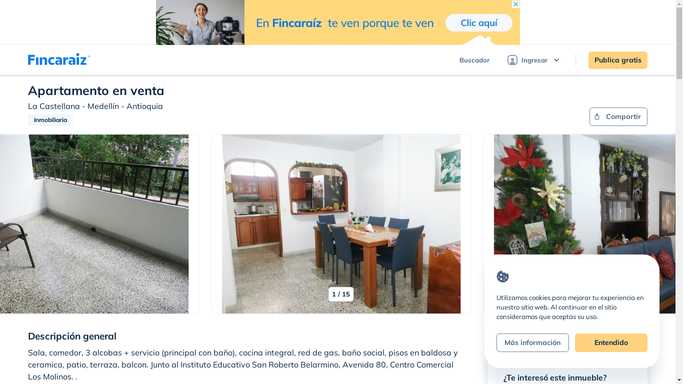 En Fincaraíz te ven porque te ven
Clic aquí
Fincaraiz
Buscador
Ingresar
Publica gratis
Apartamento en venta
La Castellana - Medellín - Antioquia
Inmobiliaria
Compartir
1 / 15
Utilizamos cookies para mejorar tu experiencia en
nuestro sitio web. Al continuar en el sitio
consideramos que aceptas su uso.
Más información
Entendido
Descripción general
Sala, comedor, 3 alcobas + servicio (principal con baño), cocina integral, red de gas, baño social, pisos en baldosa y
ceramica, patio, terraza, balcon. Junto al Instituto Educativo San Roberto Belarmino, Avenida 80, Centro Comercial
Los Molinos. .
¿Te interesó este inmueble?